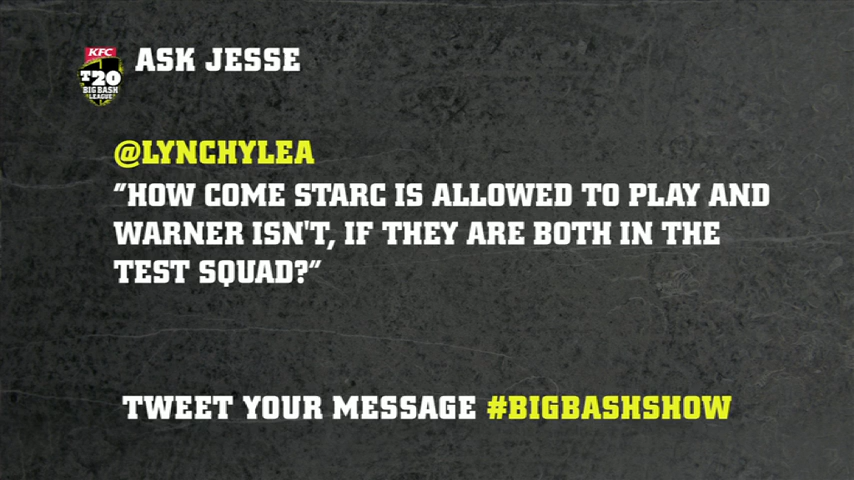 KFC
T20
BIG BASH
LEAGUE
ASK JESSE
@LYNCHYLEA
"HOW COME STARC IS ALLOWED TO PLAY AND
WARNER ISN'T, IF THEY ARE BOTH IN THE
TEST SQUAD?"
TWEET YOUR MESSAGE #BIGBASHSHOW